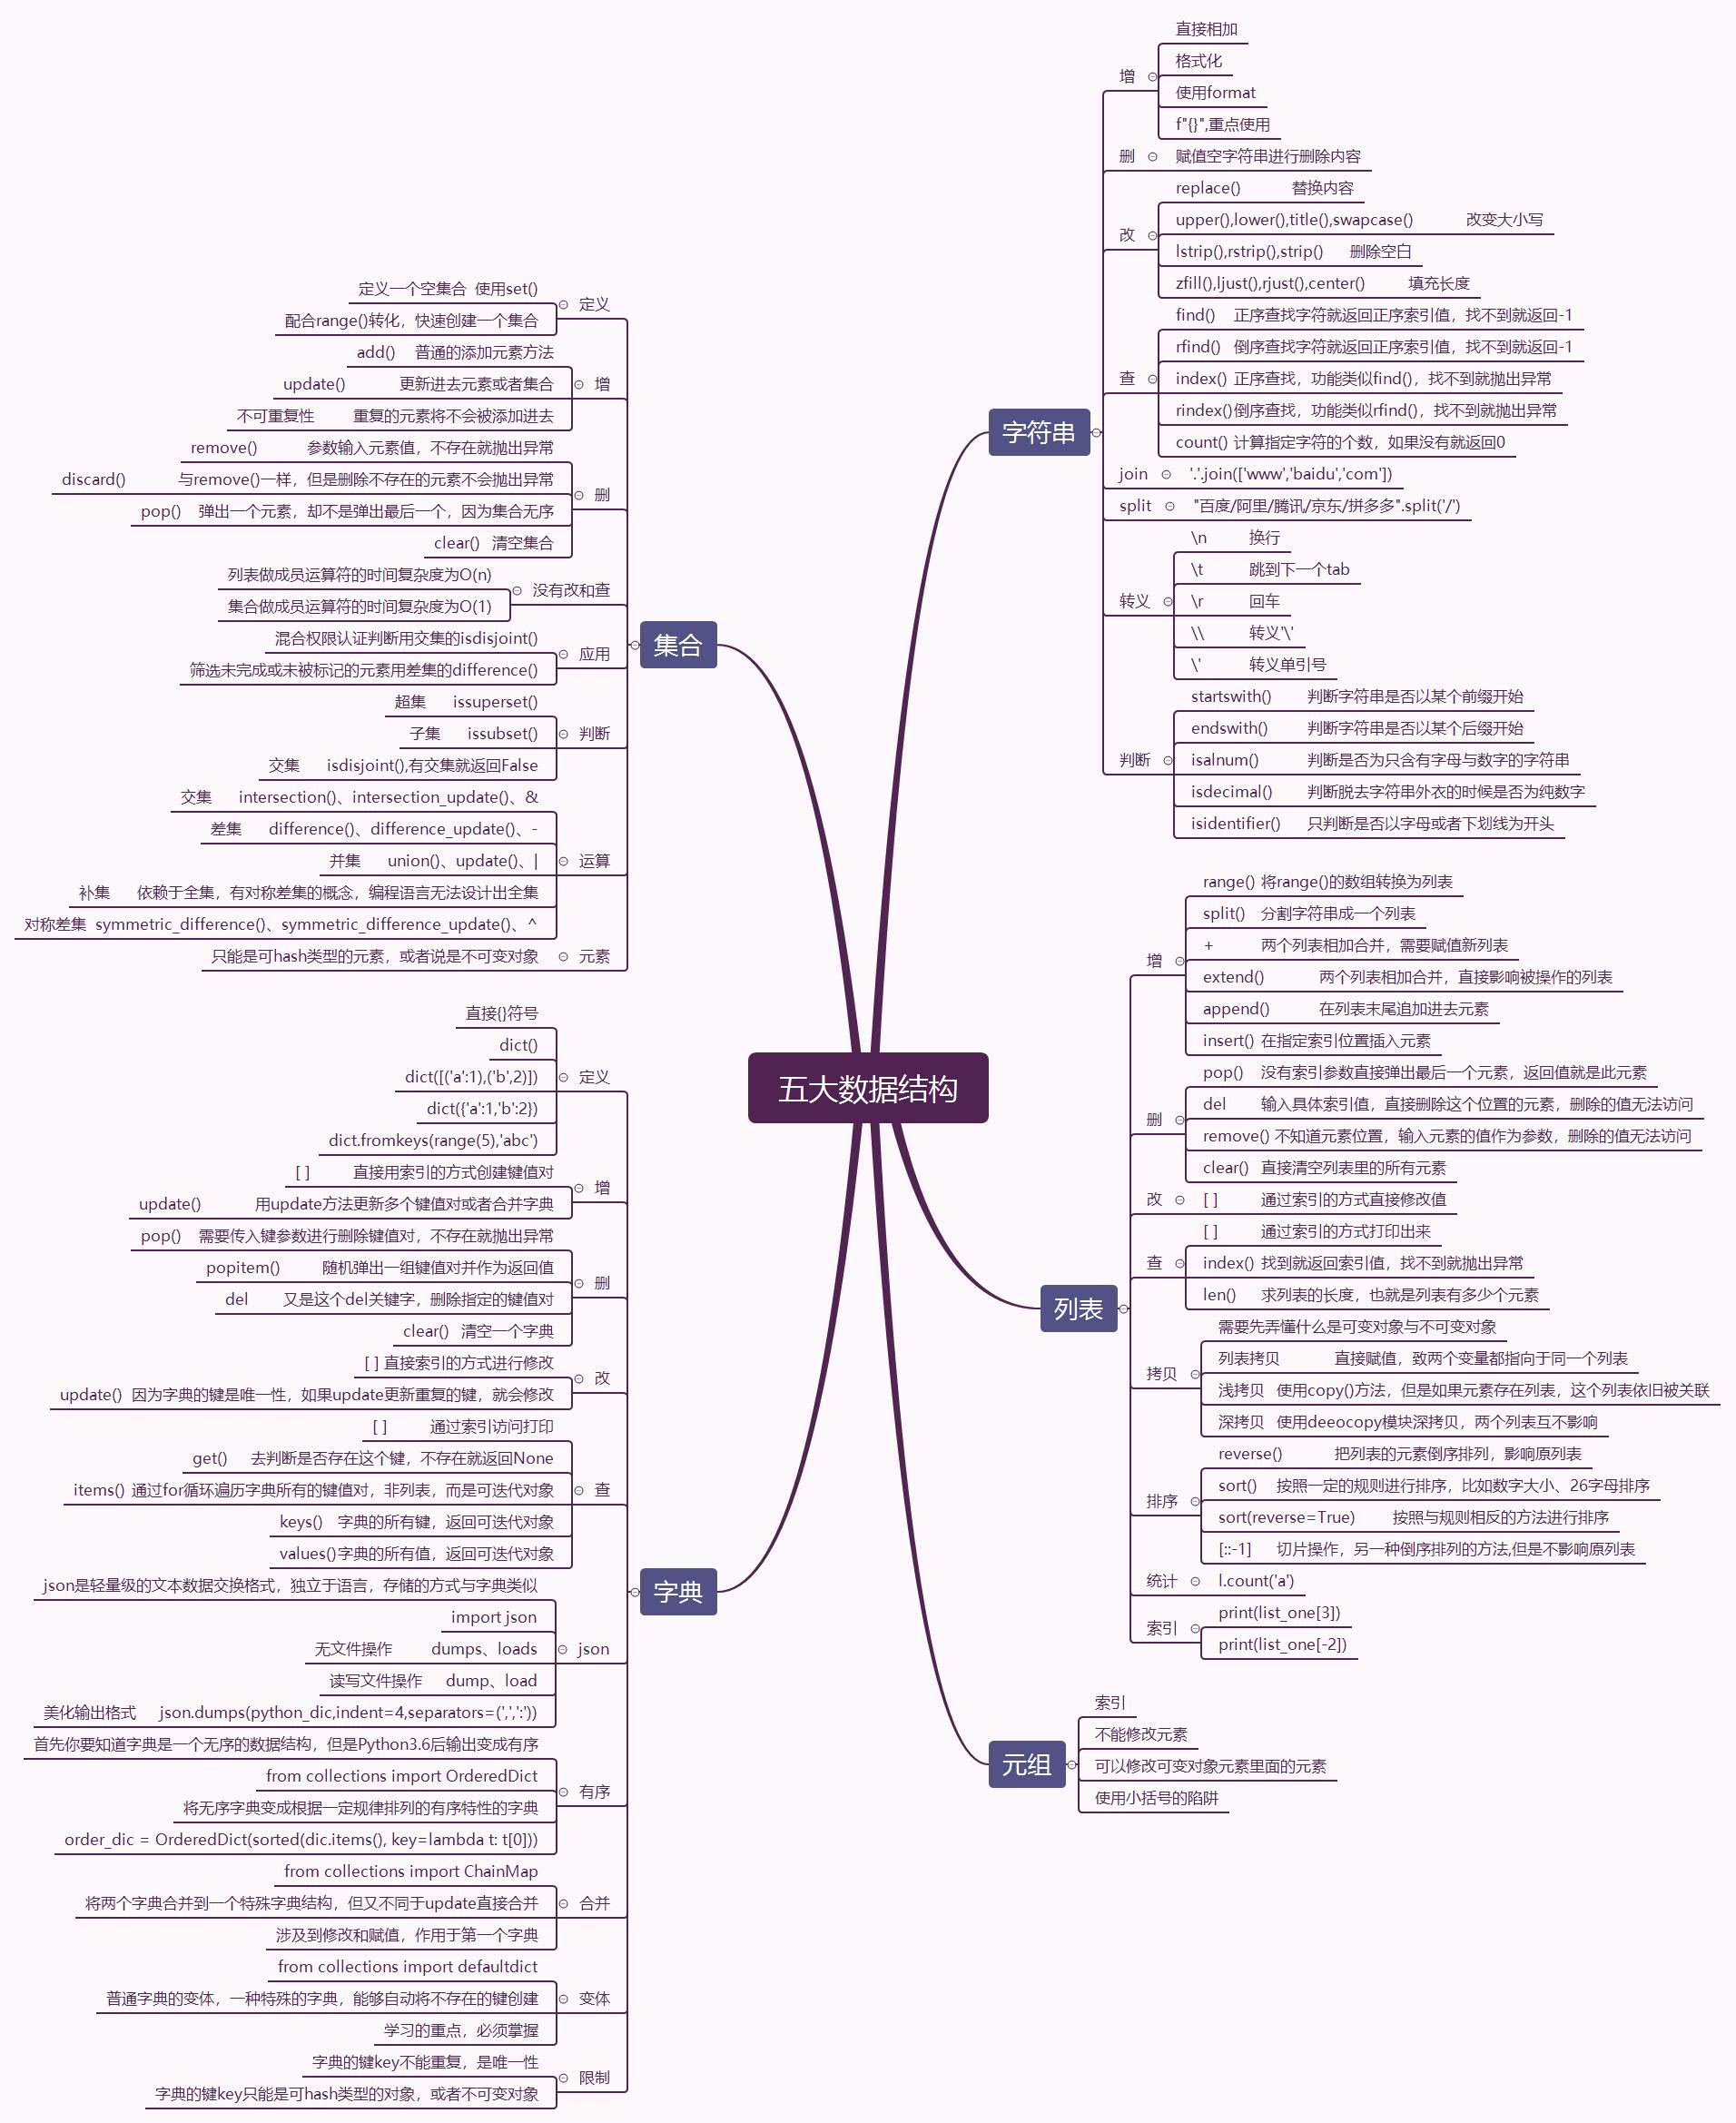 五大数据结构
字符串
增
直接相加
格式化
使用format
f"{}",重点使用
删
赋值空字符串进行删除内容
改
replace() 替换内容
upper(),lower(),title(),swapcase() 改变大小写
lstrip(),rstrip(),strip() 删除空白
zfill(),ljust(),rjust(),center() 填充长度
查
find() 正序查找字符就返回正序索引值，找不到就返回-1
rfind() 倒序查找字符就返回正序索引值，找不到就返回-1
index() 正序查找，功能类似find()，找不到就抛出异常
rindex()倒序查找，功能类似rfind()，找不到就抛出异常
count() 计算指定字符的个数，如果没有就返回0
join
'.'.join(['www','baidu','com'])
split
"百度/阿里/腾讯/京东/拼多多".split('/')
转义
\n 换行
\t 跳到下一个tab
\r 回车
\\ 转义'\'
\' 转义单引号
判断
startswith() 判断字符串是否以某个前缀开始
endswith() 判断字符串是否以某个后缀开始
isalnum() 判断是否为只含有字母与数字的字符串
isdecimal() 判断脱去字符串外衣的时候是否为纯数字
isidentifier() 只判断是否以字母或者下划线为开头
列表
增
range() 将range()的数组转换为列表
split() 分割字符串成一个列表
+ 两个列表相加合并，需要赋值新列表
extend() 两个列表相加合并，直接影响被操作的列表
append() 在列表末尾追加进去元素
insert() 在指定索引位置插入元素
删
pop() 没有索引参数直接弹出最后一个元素，返回值就是此元素
del 输入具体索引值，直接删除这个位置的元素，删除的值无法访问
remove() 不知道元素位置，输入元素的值作为参数，删除的值无法访问
clear() 直接清空列表里的所有元素
改
[ ] 通过索引的方式直接修改值
查
[ ] 通过索引的方式打印出来
index() 找到就返回索引值，找不到就抛出异常
len() 求列表的长度，也就是列表有多少个元素
拷贝
需要先弄懂什么是可变对象与不可变对象
列表拷贝 直接赋值，致两个变量都指向于同一个列表
浅拷贝 使用copy()方法，但是如果元素存在列表，这个列表依旧被关联
深拷贝 使用deeocopy模块深拷贝，两个列表互不影响
排序
reverse() 把列表的元素倒序排列，影响原列表
sort() 按照一定的规则进行排序，比如数字大小、26字母排序
sort(reverse=True) 按照与规则相反的方法进行排序
[::-1] 切片操作，另一种倒序排列的方法,但是不影响原列表
统计
l.count('a')
索引
print(list_one[3])
print(list_one[-2])
元组
索引
不能修改元素
可以修改可变对象元素里面的元素
使用小括号的陷阱
集合
定义
定义一个空集合 使用set()
配合range()转化，快速创建一个集合
增
add() 普通的添加元素方法
update() 更新进去元素或者集合
不可重复性 重复的元素将不会被添加进去
删
remove() 参数输入元素值，不存在就抛出异常
discard() 与remove()一样，但是删除不存在的元素不会抛出异常
pop() 弹出一个元素，却不是弹出最后一个，因为集合无序
clear() 清空集合
没有改和查
列表做成员运算符的时间复杂度为O(n)
集合做成员运算符的时间复杂度为O(1)
应用
混合权限认证判断用交集的isdisjoint()
筛选未完成或未被标记的元素用差集的difference()
判断
超集 issuperset()
子集 issubset()
交集 isdisjoint(),有交集就返回False
运算
交集 intersection()、intersection_update()、&
差集 difference()、difference_update()、-
并集 union()、update()、|
补集 依赖于全集，有对称差集的概念，编程语言无法设计出全集
对称差集 symmetric_difference()、symmetric_difference_update()、^
元素
只能是可hash类型的元素，或者说是不可变对象
字典
定义
直接{}符号
dict()
dict([('a':1),('b',2)])
dict({'a':1,'b':2})
dict.fromkeys(range(5),'abc')
增
[ ] 直接用索引的方式创建键值对
update() 用update方法更新多个键值对或者合并字典
删
pop() 需要传入键参数进行删除键值对，不存在就抛出异常
popitem() 随机弹出一组键值对并作为返回值
del 又是这个del关键字，删除指定的键值对
clear() 清空一个字典
改
[ ] 直接索引的方式进行修改
update() 因为字典的键是唯一性，如果update更新重复的键，就会修改
查
[ ] 通过索引访问打印
get() 去判断是否存在这个键，不存在就返回None
items() 通过for循环遍历字典所有的键值对，非列表，而是可迭代对象
keys() 字典的所有键，返回可迭代对象
values()字典的所有值，返回可迭代对象
json
json是轻量级的文本数据交换格式，独立于语言，存储的方式与字典类似
import json
无文件操作 dumps、loads
读写文件操作 dump、load
美化输出格式 json.dumps(python_dic,indent=4,separators=(',',':'))
有序
首先你要知道字典是一个无序的数据结构，但是Python3.6后输出变成有序
from collections import OrderedDict
将无序字典变成根据一定规律排列的有序特性的字典
order_dic = OrderedDict(sorted(dic.items(), key=lambda t: t[0]))
合并
from collections import ChainMap
将两个字典合并到一个特殊字典结构，但又不同于update直接合并
涉及到修改和赋值，作用于第一个字典
变体
from collections import defaultdict
普通字典的变体，一种特殊的字典，能够自动将不存在的键创建
学习的重点，必须掌握
限制
字典的键key不能重复，是唯一性
字典的键key只能是可hash类型的对象，或者不可变对象